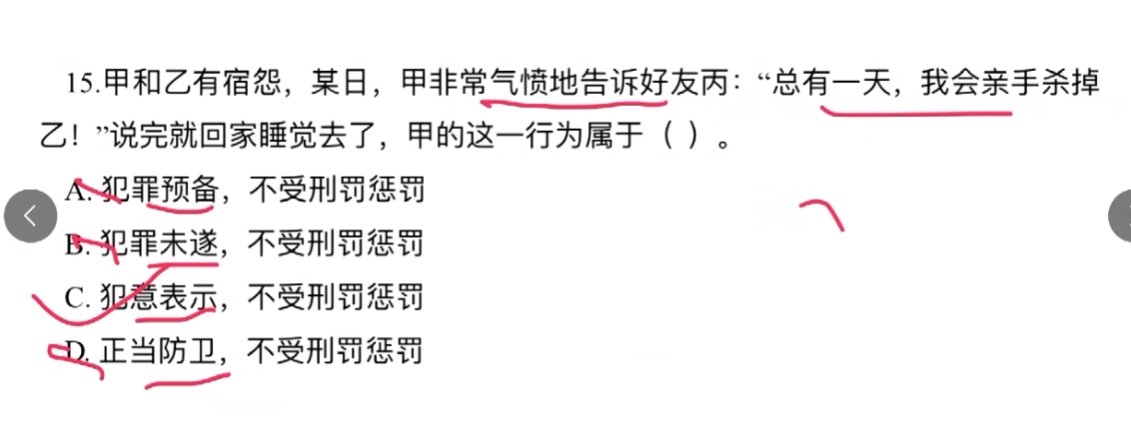 15.甲和乙有宿怨，某日，甲非常气愤地告诉好友丙：“总有一天，我会亲手杀掉
乙！”说完就回家睡觉去了，甲的这一行为属于（ ）。
A. 犯罪预备，不受刑罚惩罚
B. 犯罪未遂，不受刑罚惩罚
C. 犯意表示，不受刑罚惩罚
D. 正当防卫，不受刑罚惩罚